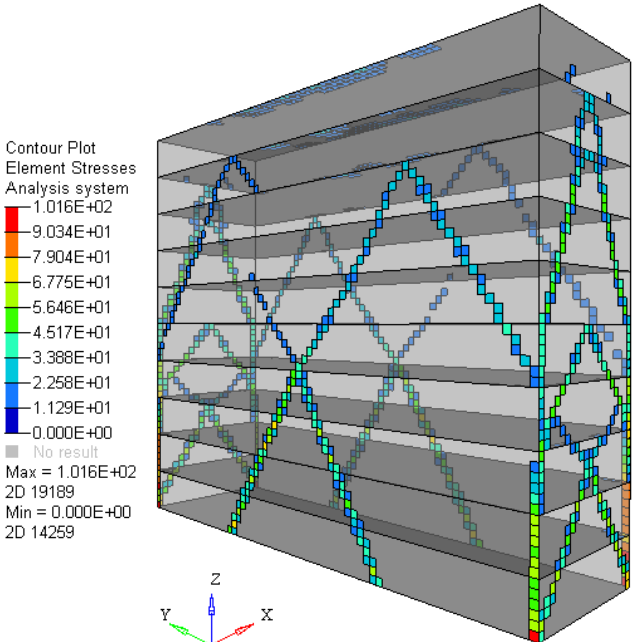 Contour Plot
Element Stresses
Analysis system
1.016E+02
9.034E+01
7.904E+01
6.775E+01
5.646E+01
4.517E+01
3.388E+01
2.258E+01
1.129E+01
0.000E+00
No result
Max = 1.016E+02
2D 19189
Min = 0.000E+00
2D 14259
Z
Y
X